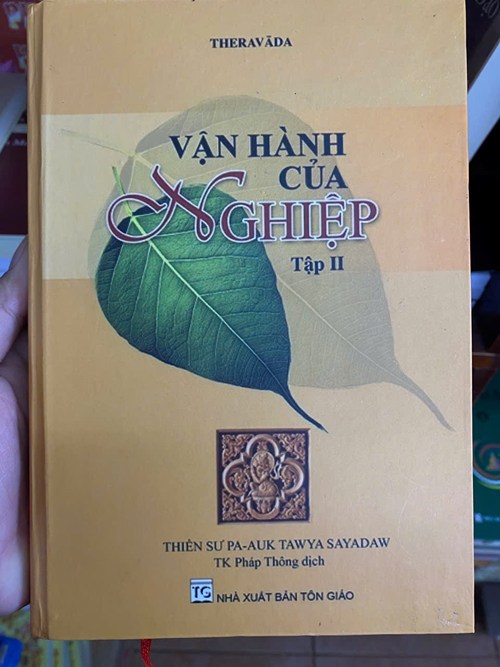 THERAVĀDA
VẬN HÀNH
CỦA
NGHIỆP
Tập II
THIỀN SƯ PA-AUK TAWYA SAYADAW
TK Pháp Thông dịch
TG NHÀ XUẤT BẢN TÔN GIÁO